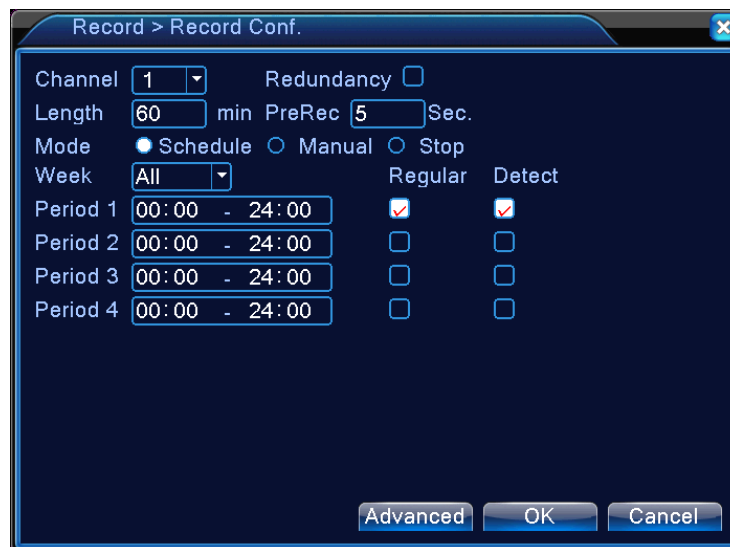 Record > Record Conf.
Channel 1 Redundancy
Length 60 min PreRec 5 Sec.
Mode Schedule Manual Stop
Week All Regular Detect
Period 1 00:00 - 24:00
Period 2 00:00 - 24:00
Period 3 00:00 - 24:00
Period 4 00:00 - 24:00
Advanced OK Cancel